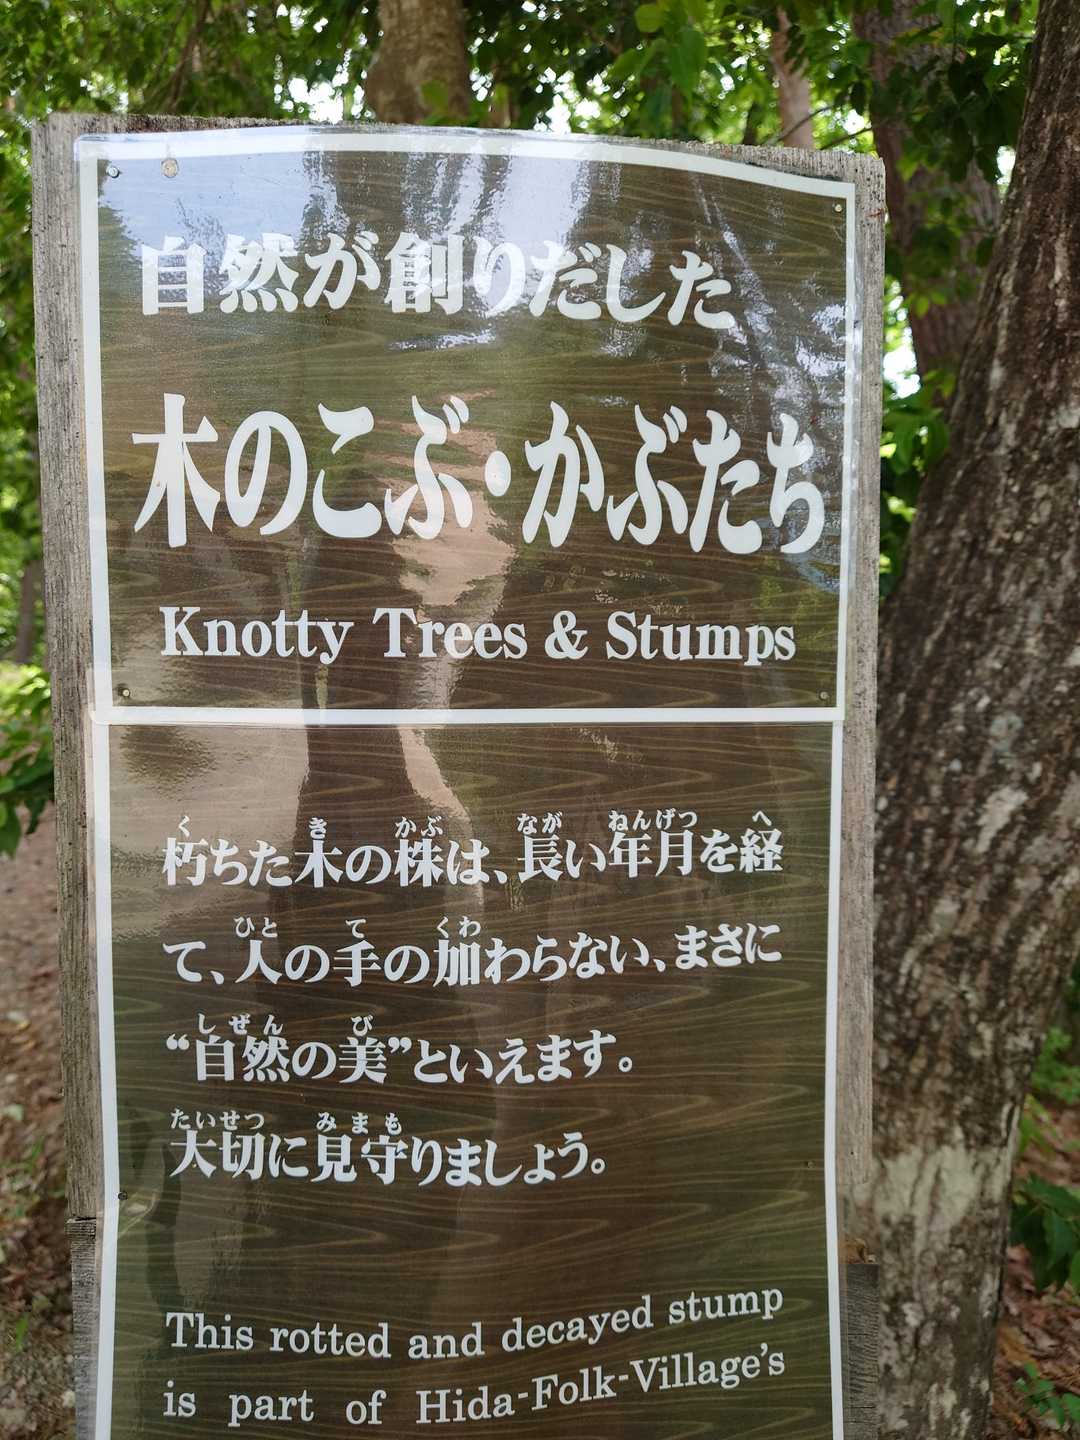 自然が創りだした
木のこぶ・かぶたち
Knotty Trees & Stumps
朽ちた木の株は、長い年月を経
て、人の手の加わらない、まさに
“自然の美”といえます。
大切に見守りましょう。
This rotted and decayed stump
is part of Hida-Folk-Village's